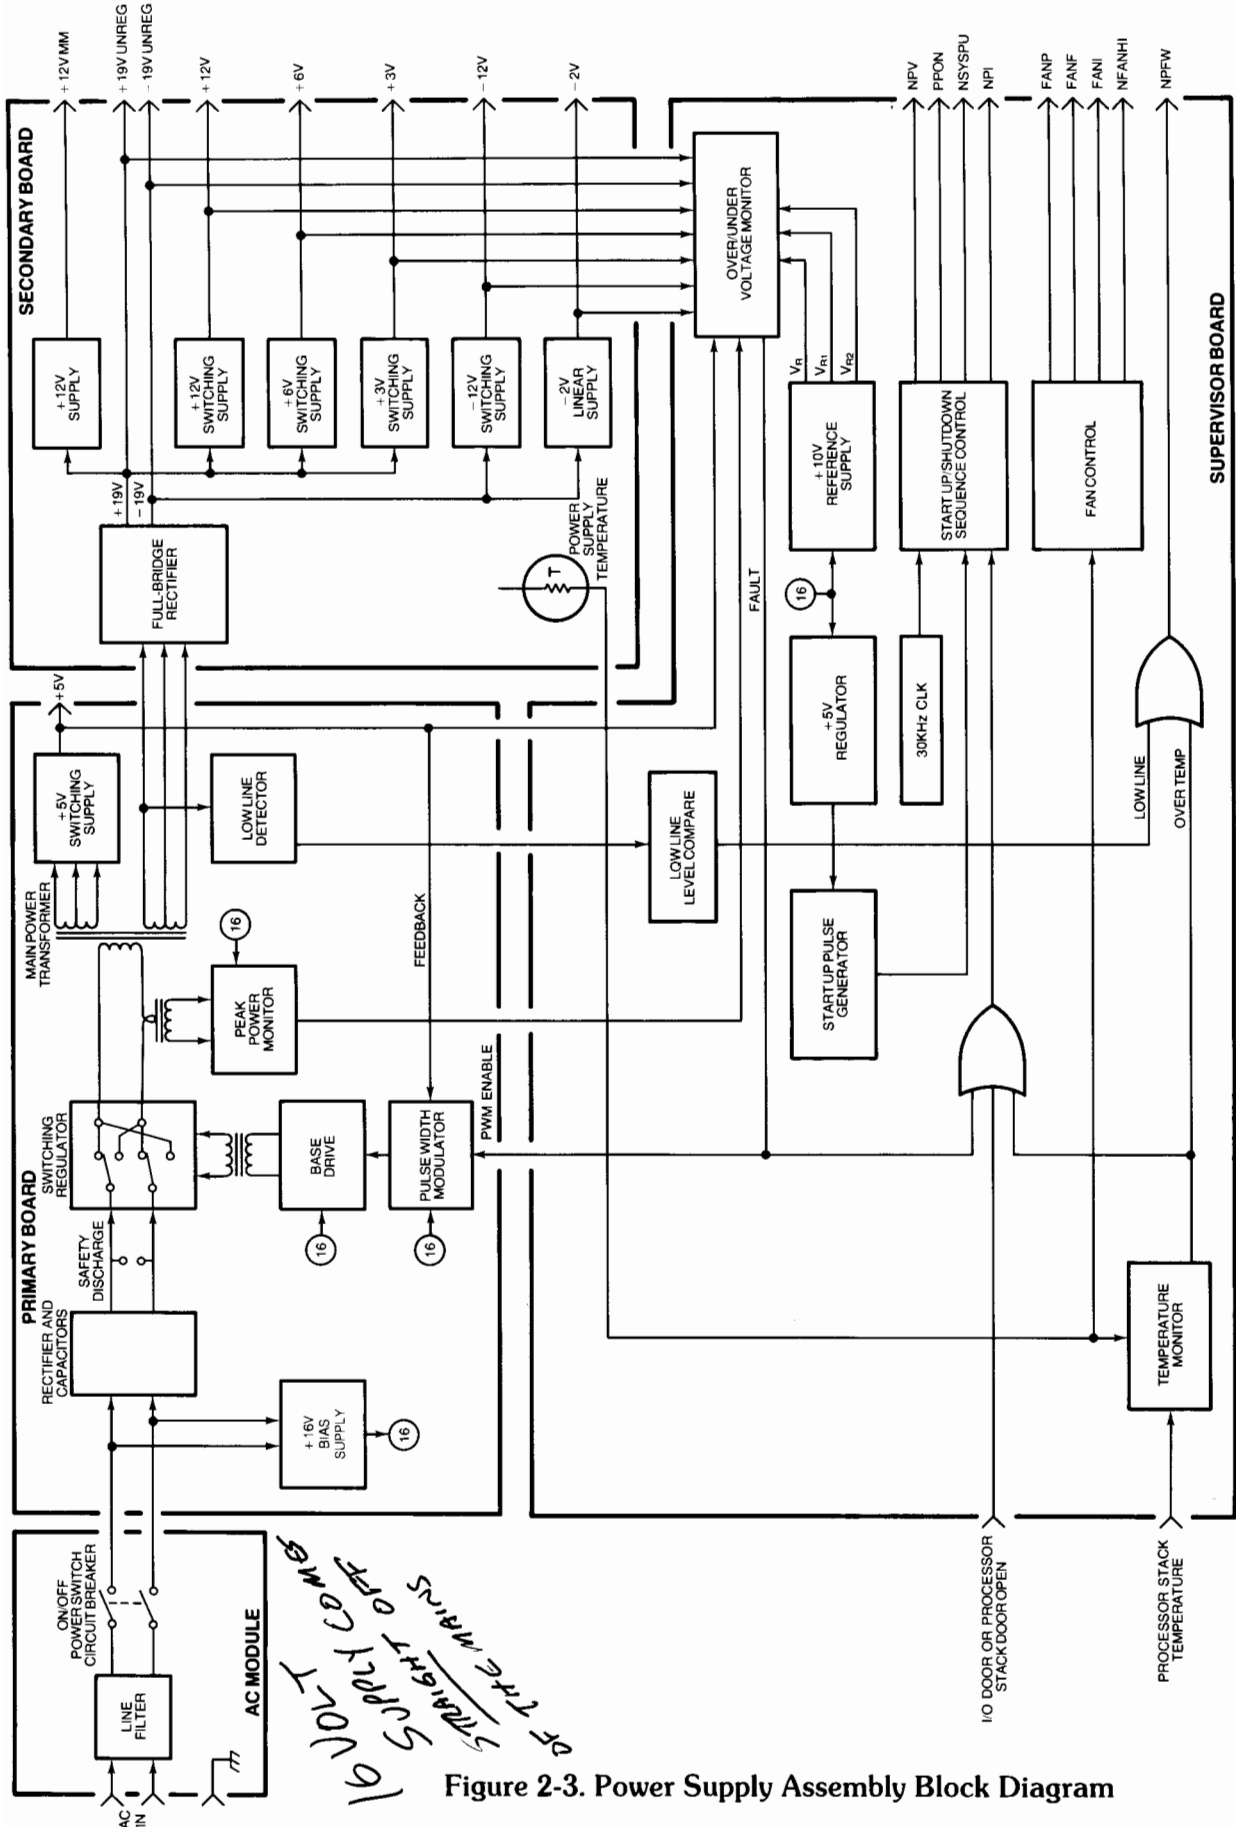 AC MODULE
AC
IN
LINE
FILTER
ON/OFF
POWER SWITCH
CIRCUIT BREAKER
16 VOLT
SUPPLY COME
STRAIGHT OFF
OF THE MAINS
PRIMARY BOARD
RECTIFIER AND
CAPACITORS
SAFETY
DISCHARGE
SWITCHING
REGULATOR
MAIN POWER
TRANSFORMER
+5V
SWITCHING
SUPPLY
+5V
+16V
BIAS
SUPPLY
16
BASE
DRIVE
16
PULSE WIDTH
MODULATOR
16
PWM ENABLE
PEAK
POWER
MONITOR
16
LOW LINE
DETECTOR
FEEDBACK
SECONDARY BOARD
FULL-BRIDGE
RECTIFIER
+19V
-19V
+12V
SUPPLY
+12V
SWITCHING
SUPPLY
+6V
SWITCHING
SUPPLY
+3V
SWITCHING
SUPPLY
-12V
SWITCHING
SUPPLY
-2V
LINEAR
SUPPLY
T
POWER
SUPPLY
TEMPERATURE
+12V MM
+19V UNREG
-19V UNREG
+12V
+6V
+3V
-12V
-2V
SUPERVISOR BOARD
OVER/UNDER
VOLTAGE MONITOR
FAULT
LOW LINE
LEVEL COMPARE
VR
VR1
VR2
+10V
REFERENCE
SUPPLY
16
+5V
REGULATOR
START UP PULSE
GENERATOR
30KHz CLK
START UP/SHUTDOWN
SEQUENCE CONTROL
FAN CONTROL
LOW LINE
OVER TEMP
TEMPERATURE
MONITOR
I/O DOOR OR PROCESSOR
STACK DOOR OPEN
PROCESSOR STACK
TEMPERATURE
NPV
PPON
NSYSPU
NPI
FANP
FANF
FANI
NFANHI
NPFW
Figure 2-3. Power Supply Assembly Block Diagram